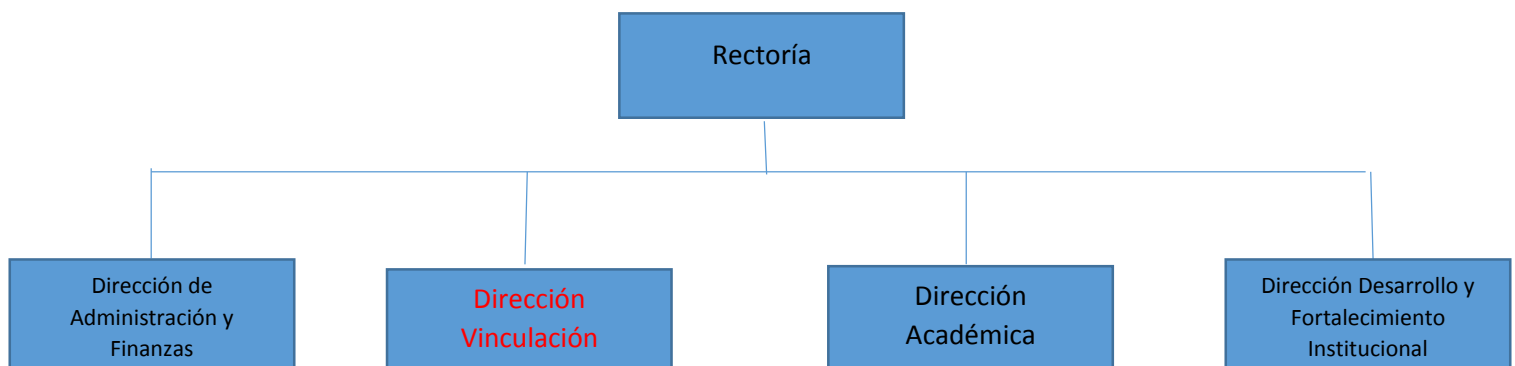 Rectoría
Dirección de
Administración y
Finanzas
Dirección
Vinculación
Dirección
Académica
Dirección Desarrollo y
Fortalecimiento
Institucional